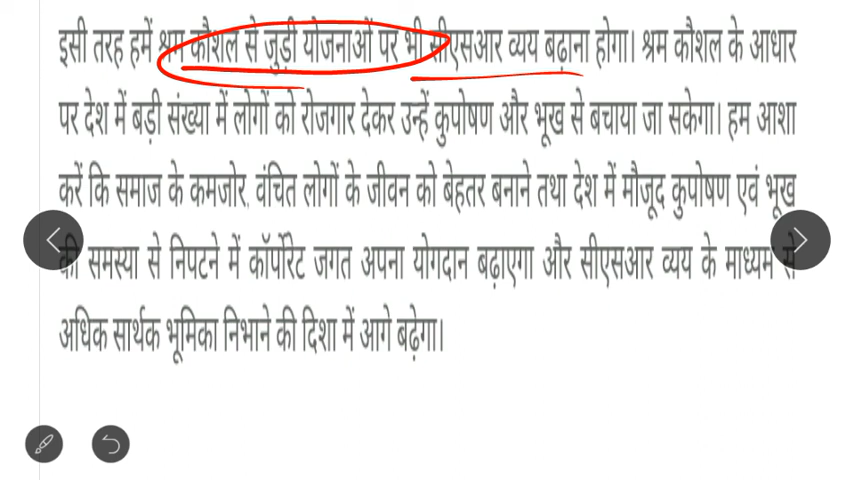 इसी तरह हमें श्रम कौशल से जुड़ी योजनाओं पर भी सीएसआर व्यय बढ़ाना होगा। श्रम कौशल के आधार
पर देश में बड़ी संख्या में लोगों को रोजगार देकर उन्हें कुपोषण और भूख से बचाया जा सकेगा। हम आशा
करें कि समाज के कमजोर, वंचित लोगों के जीवन को बेहतर बनाने तथा देश में मौजूद कुपोषण एवं भूख
की समस्या से निपटने में कॉर्पोरेट जगत अपना योगदान बढ़ाएगा और सीएसआर व्यय के माध्यम से
अधिक सार्थक भूमिका निभाने की दिशा में आगे बढ़ेगा।